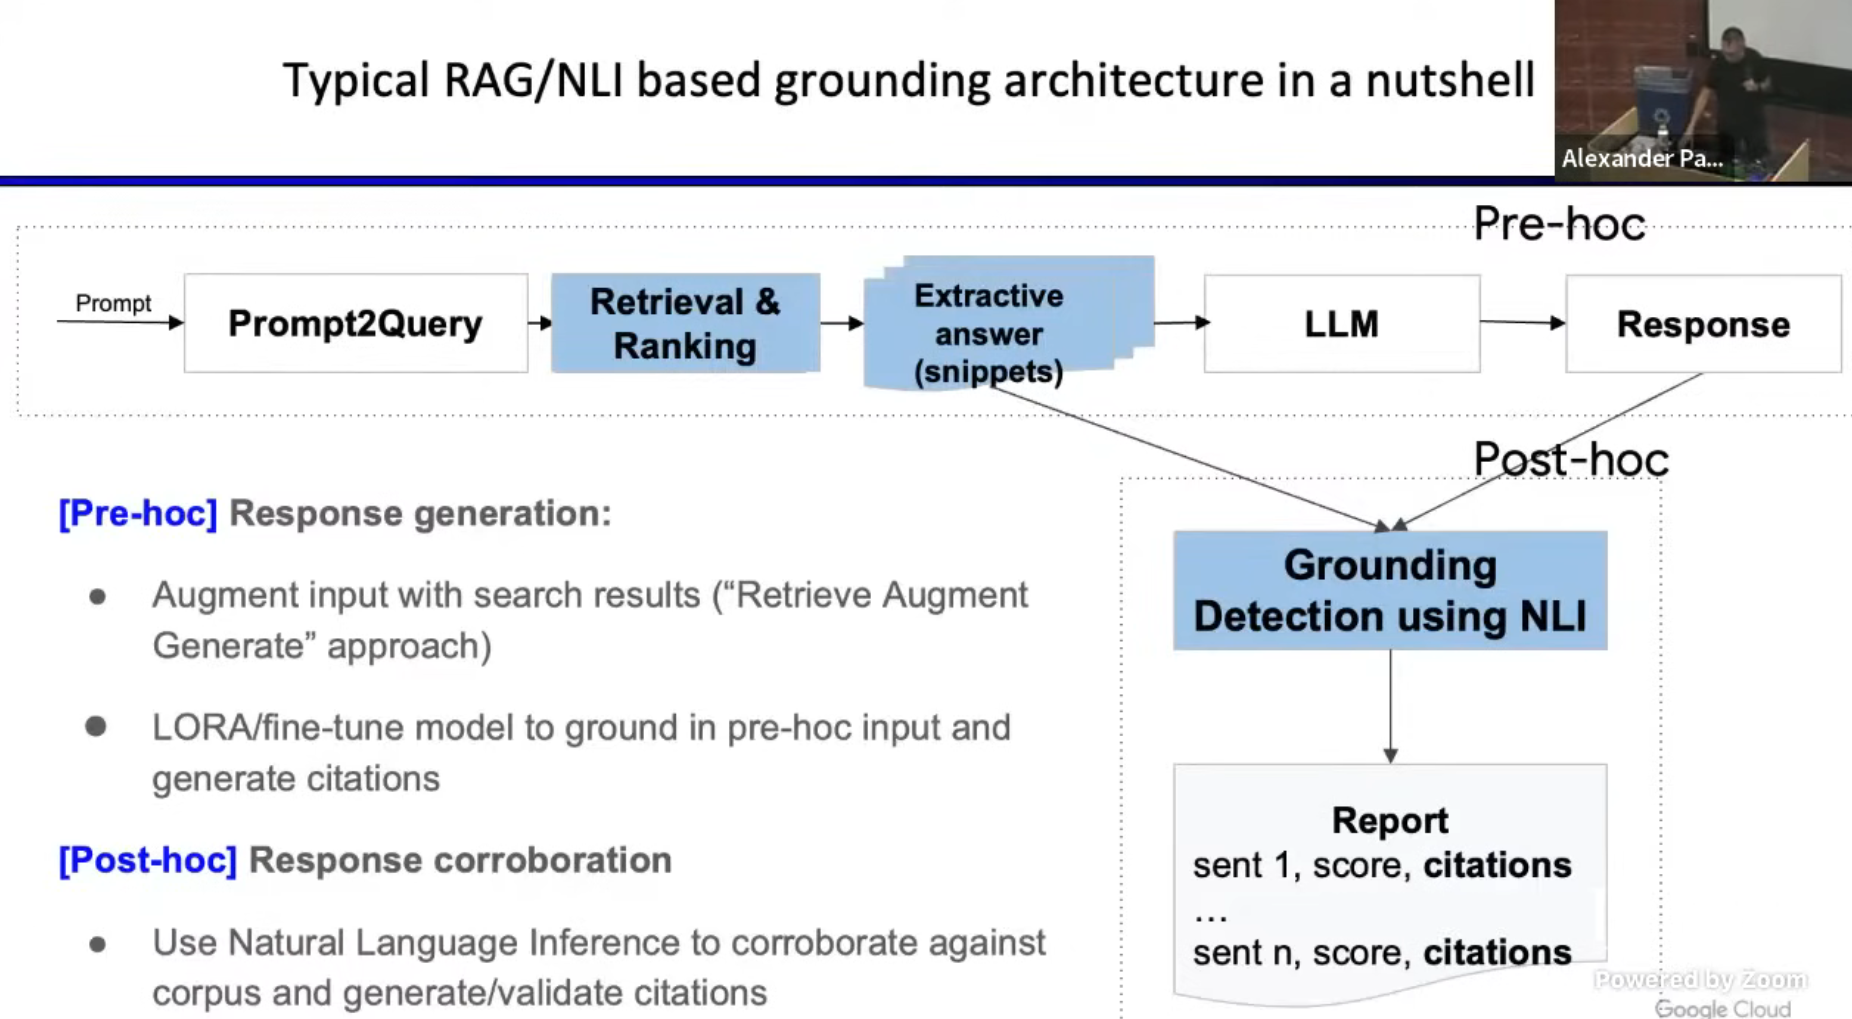 Typical RAG/NLI based grounding architecture in a nutshell
Alexander Pa...
Pre-hoc
Prompt
Prompt2Query
Retrieval &
Ranking
Extractive
answer
(snippets)
LLM
Response
Post-hoc
[Pre-hoc] Response generation:
● Augment input with search results (“Retrieve Augment
Generate” approach)
● LORA/fine-tune model to ground in pre-hoc input and
generate citations
[Post-hoc] Response corroboration
● Use Natural Language Inference to corroborate against
corpus and generate/validate citations
Grounding
Detection using NLI
Report
sent 1, score, citations
...
sent n, score, citations
Powered by Zoom
Google Cloud